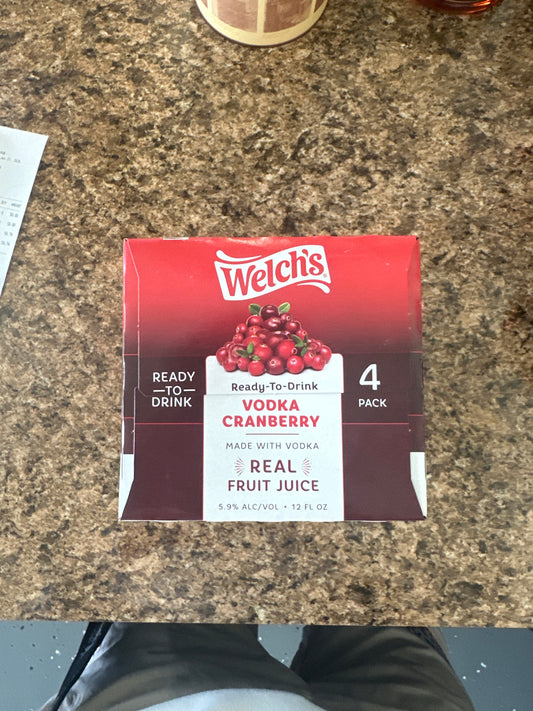 Welch's
READY
TO
DRINK
Ready-To-Drink
VODKA
CRANBERRY
MADE WITH VODKA
REAL
FRUIT JUICE
5.9% ALC/VOL • 12 FL OZ
4
PACK